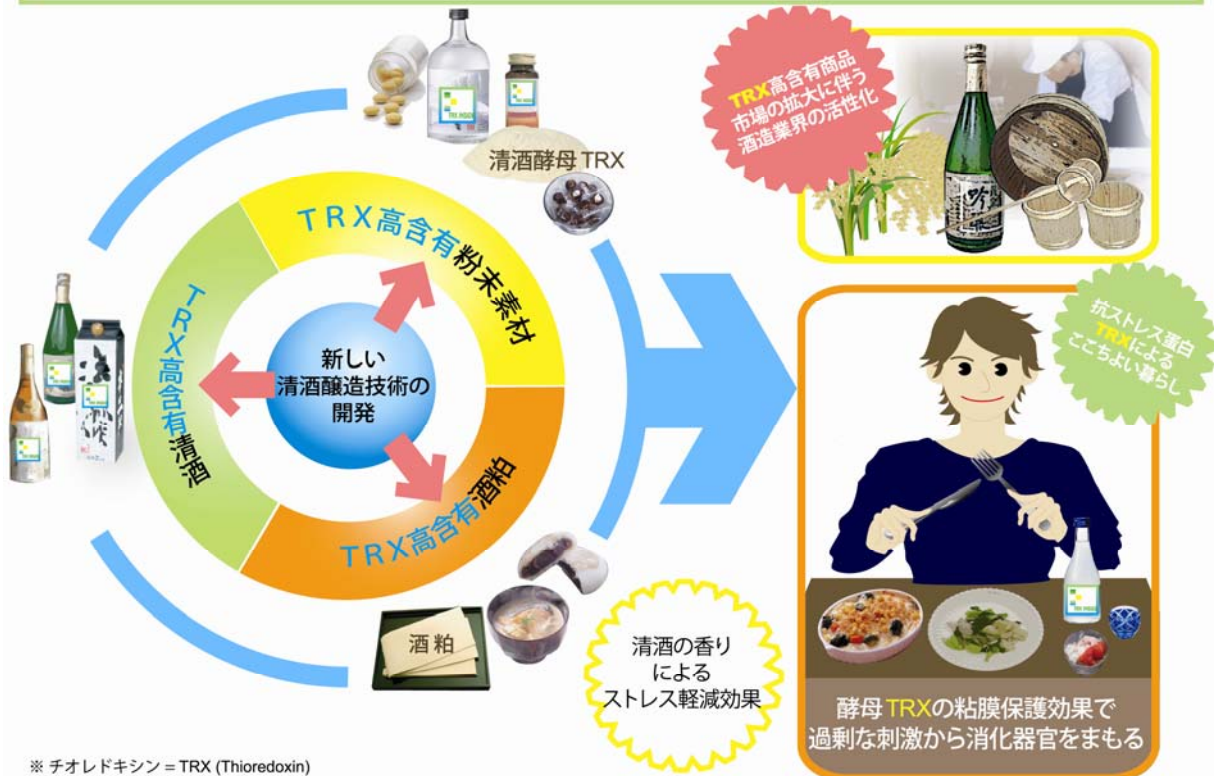 清酒酵母 TRX
TRX高含有粉末素材
TRX高含有清酒
TRX高含有酒粕
新しい
清酒醸造技術の
開発
酒粕
清酒の香り
による
ストレス軽減効果
TRX高含有商品
市場の拡大に伴う
酒造業界の活性化
抗ストレス蛋白
TRXによる
ここちよい暮らし
酵母 TRXの粘膜保護効果で
過剰な刺激から消化器官をまもる
※ チオレドキシン = TRX (Thioredoxin)